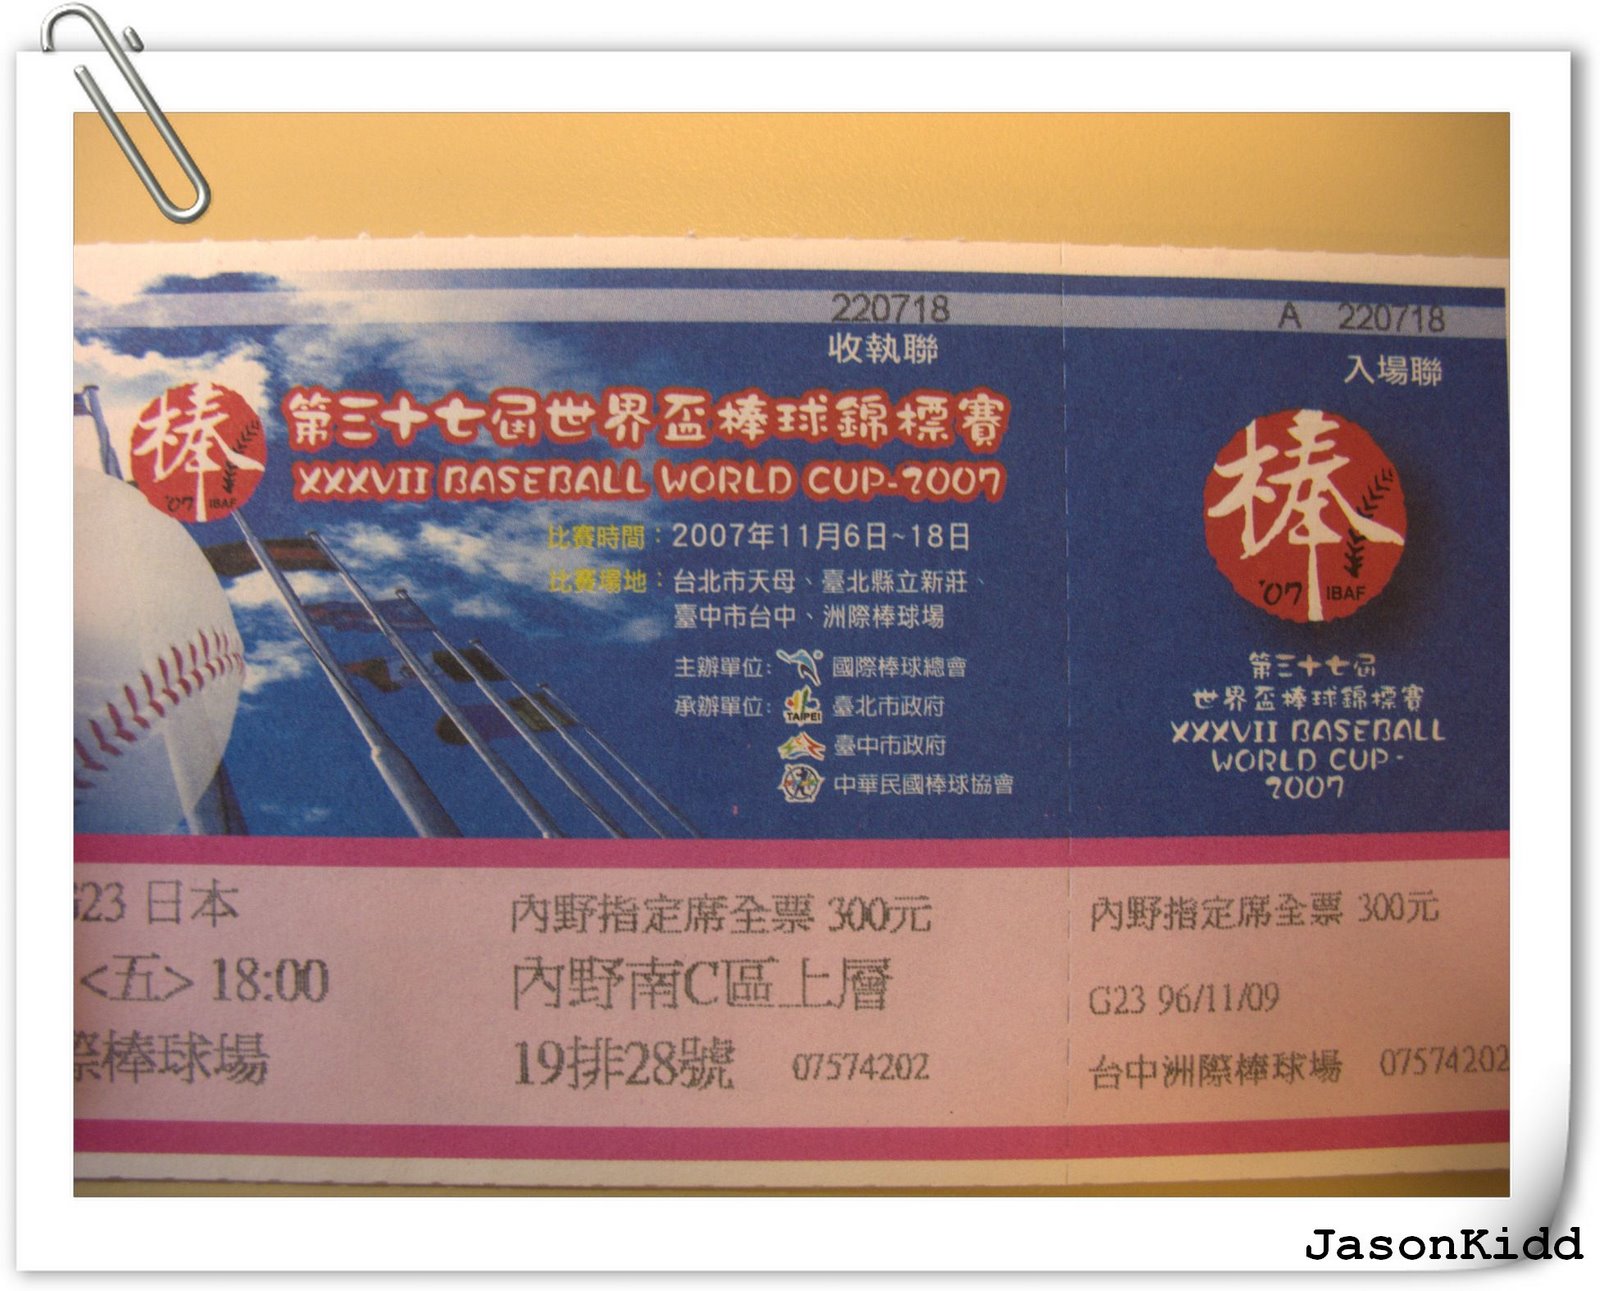 220718
收執聯
A 220718
入場聯
棒
'07 IBAF
第三十七屆世界盃棒球錦標賽
XXXVII BASEBALL WORLD CUP-2007
比賽時間：2007年11月6日~18日
比賽場地：台北市天母、臺北縣立新莊、
臺中市台中、洲際棒球場
主辦單位: 國際棒球總會
承辦單位: TAIPEI 臺北市政府
臺中市政府
中華民國棒球協會
棒
'07 IBAF
第三十七屆
世界盃棒球錦標賽
XXXVII BASEBALL
WORLD CUP-
2007
G23 日本
<五> 18:00
際棒球場
內野指定席全票 300元
內野南C區上層
19排28號 07574202
內野指定席全票 300元
G23 96/11/09
台中洲際棒球場 07574202
JasonKidd